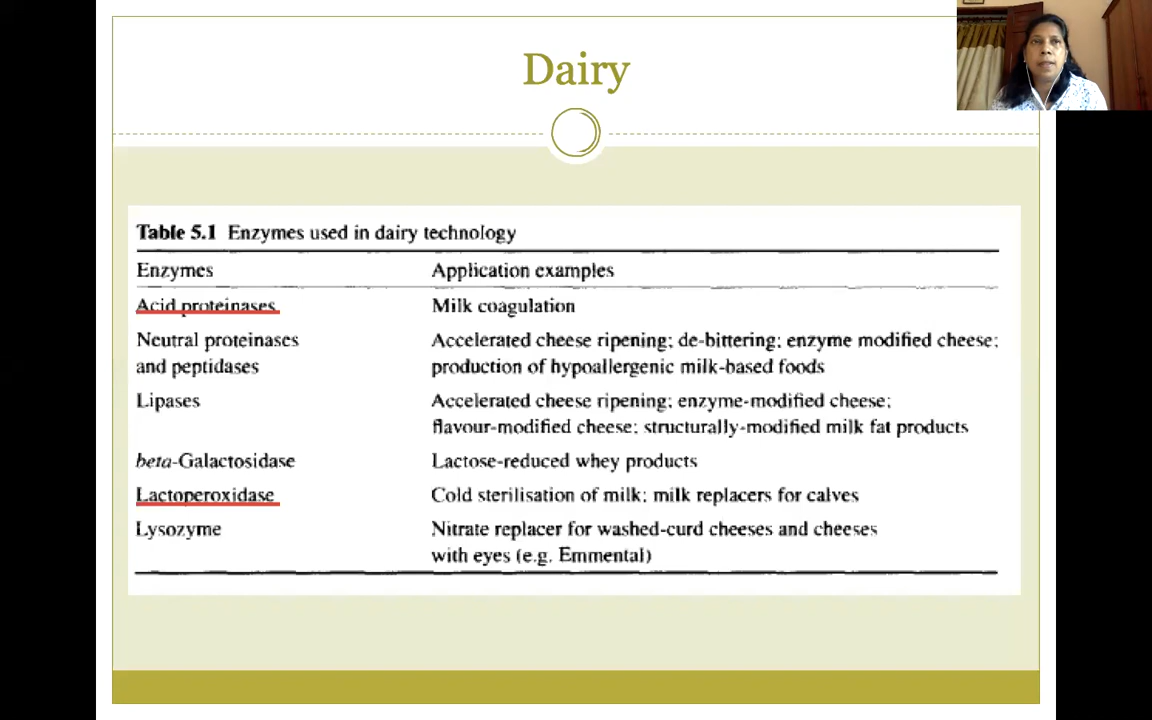 Dairy
Table 5.1 Enzymes used in dairy technology
Enzymes Application examples
Acid proteinases Milk coagulation
Neutral proteinases Accelerated cheese ripening; de-bittering; enzyme modified cheese;
and peptidases production of hypoallergenic milk-based foods
Lipases Accelerated cheese ripening; enzyme-modified cheese;
flavour-modified cheese; structurally-modified milk fat products
beta-Galactosidase Lactose-reduced whey products
Lactoperoxidase Cold sterilisation of milk; milk replacers for calves
Lysozyme Nitrate replacer for washed-curd cheeses and cheeses
with eyes (e.g. Emmental)